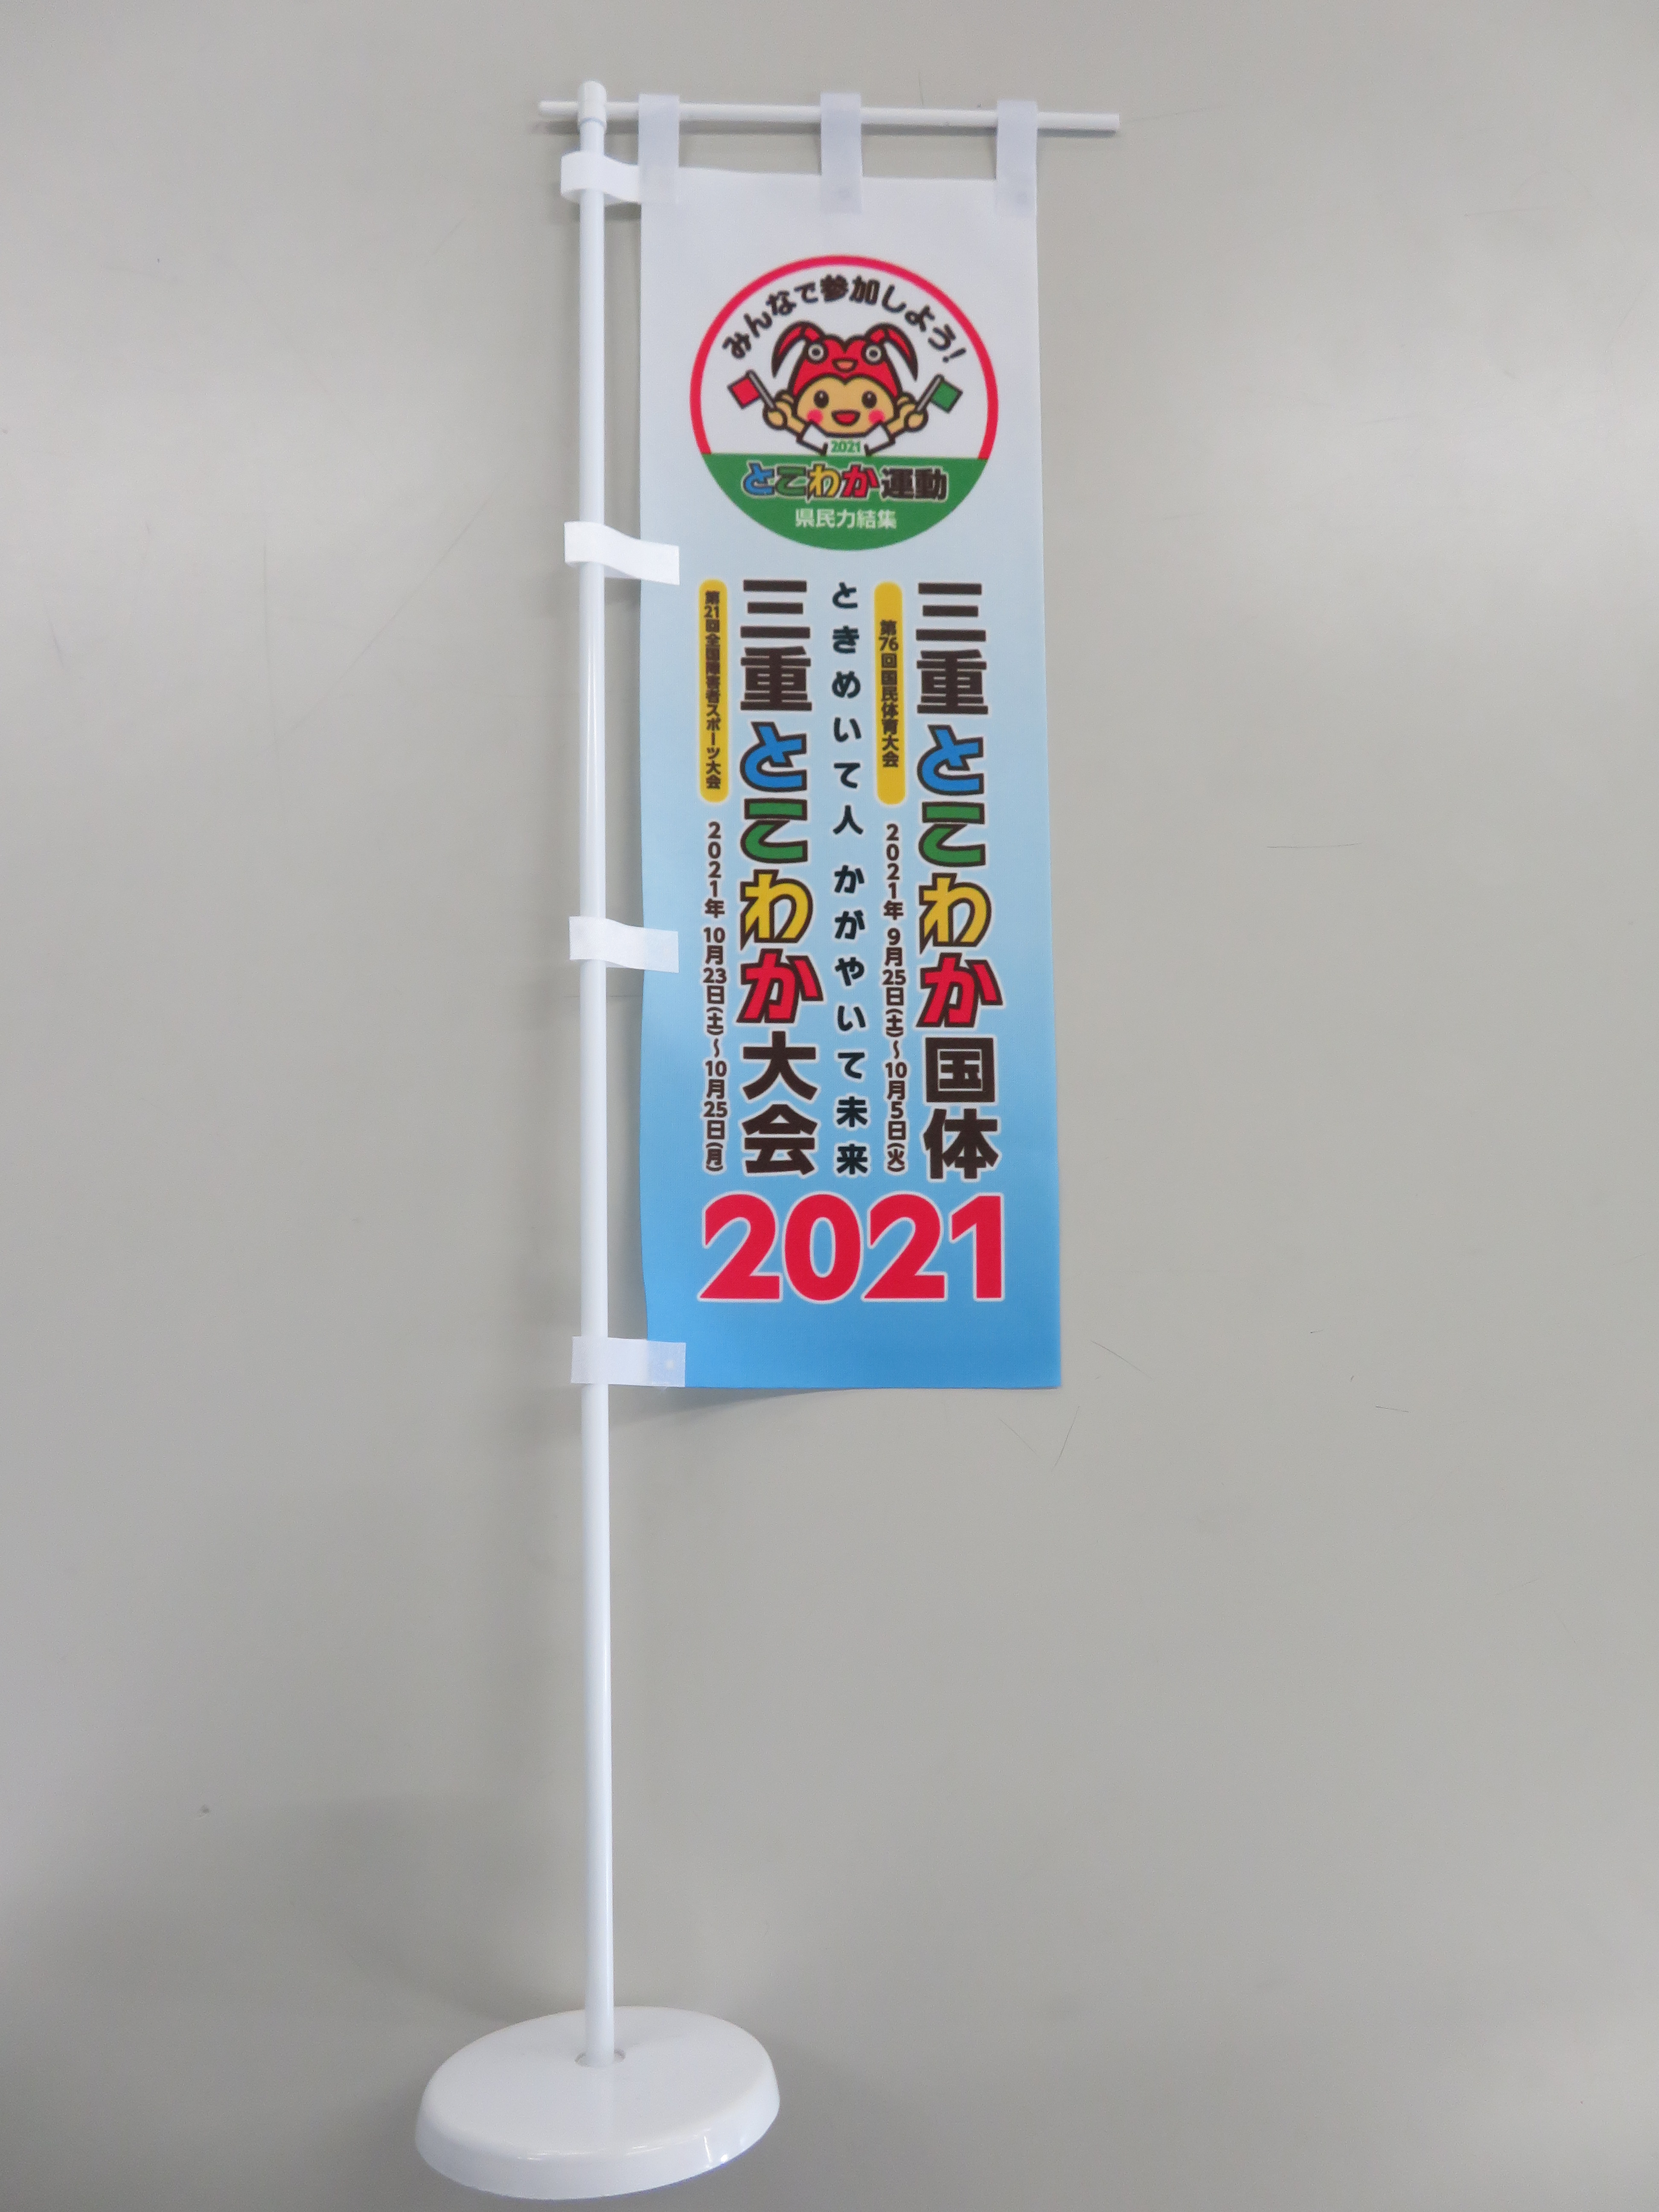 みんなで参加しよう!
2021
とこわか運動
県民力結集
三重とこわか国体
第76回国民体育大会
2021年 9月25日(土)~10月5日(火)
ときめいて人 かがやいて未来
三重とこわか大会
第21回全国障害者スポーツ大会
2021年 10月23日(土)~10月25日(月)
2021